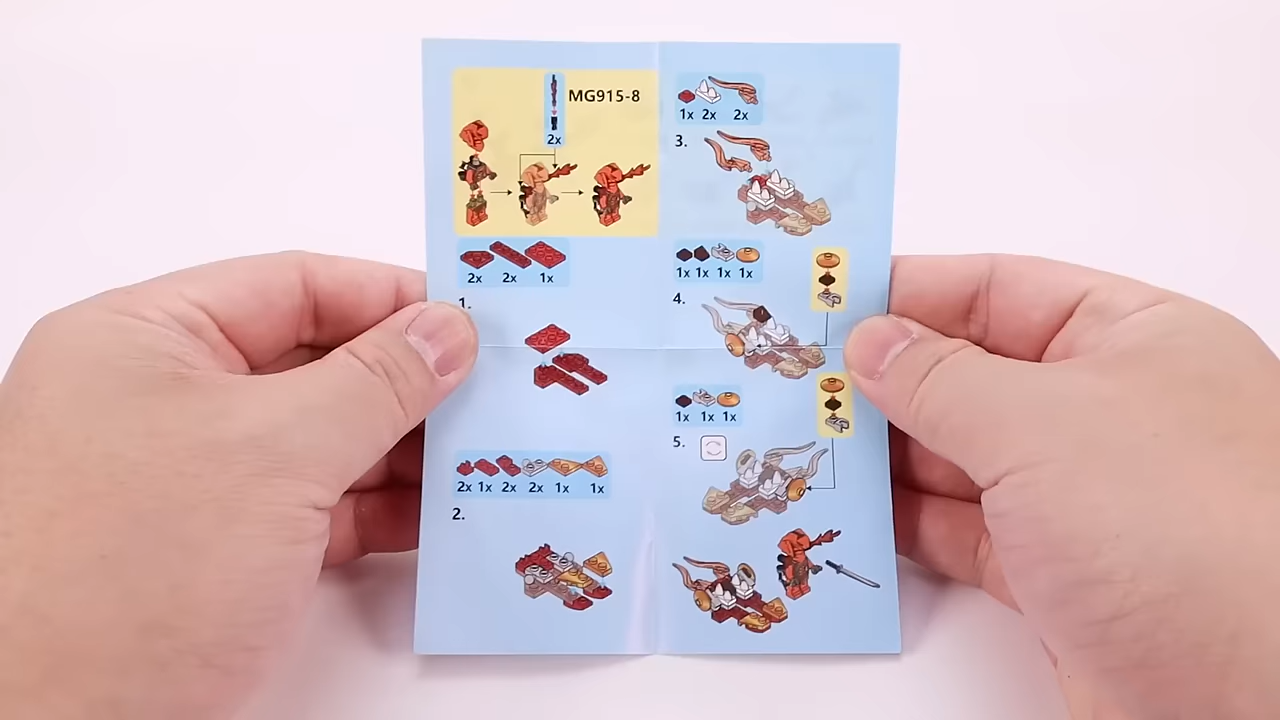 MG915-8
2x
2x 2x 1x
1.
2x 1x 2x 2x 1x 1x
2.
1x 2x 2x
3.
1x 1x 1x 1x
4.
1x 1x 1x
5.